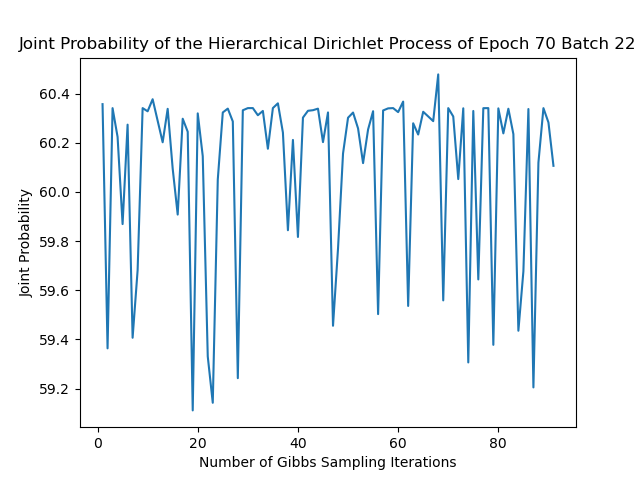 Joint Probability of the Hierarchical Dirichlet Process of Epoch 70 Batch 22
60.4
60.2
60.0
59.8
59.6
59.4
59.2
Joint Probability
0 20 40 60 80
Number of Gibbs Sampling Iterations